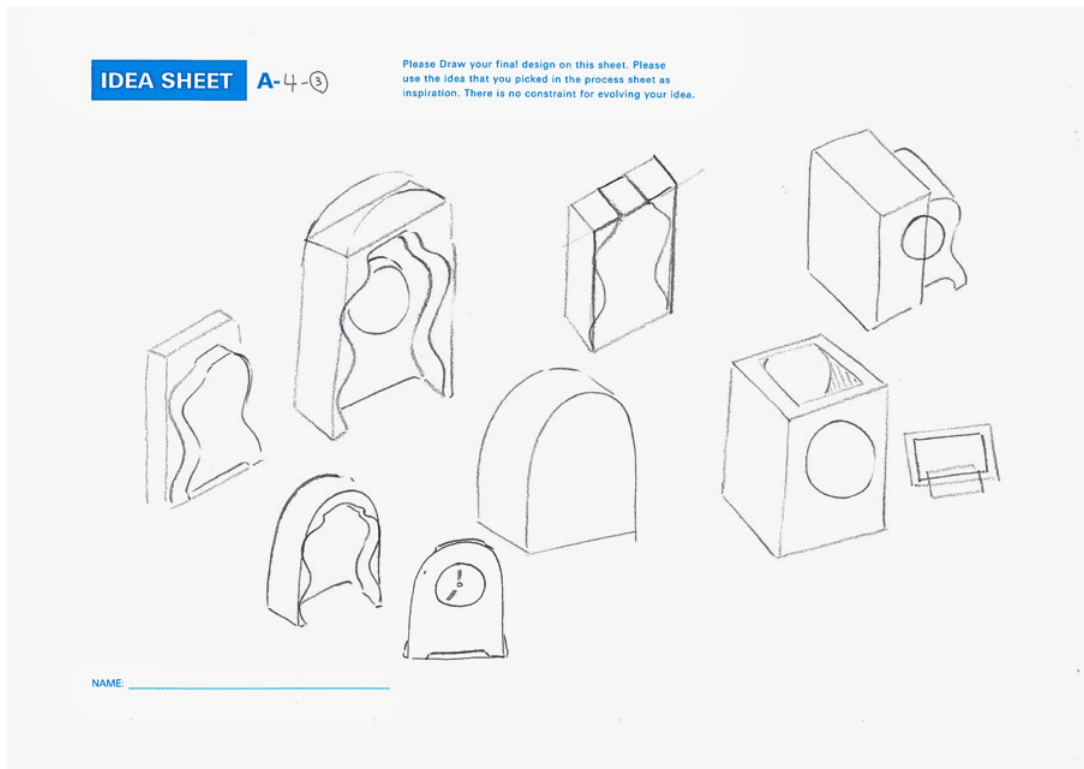 IDEA SHEET A-4-③
Please Draw your final design on this sheet. Please
use the idea that you picked in the process sheet as
inspiration. There is no constraint for evolving your idea.
NAME: